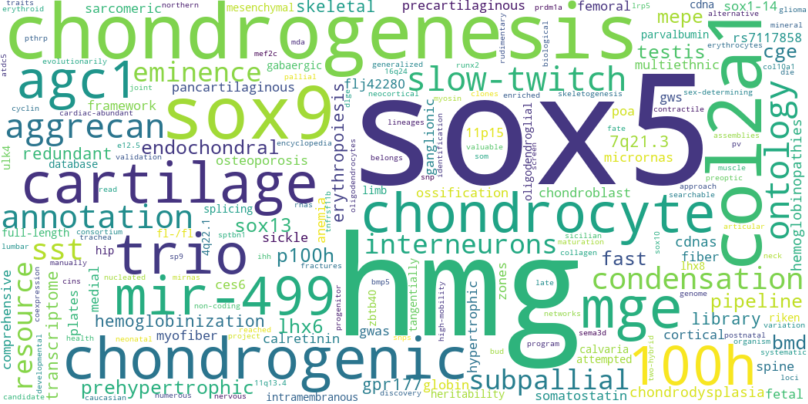 traits northern sarcomeric skeletal precartilaginous cdna sox1-14 glioma
erythroid mesenchymal femoral lrp5 alternative
chondrogenesis
prdm1a mepe parvalbumin cge mineral
pthrp mda rudimentary biological testis rs7117858
evolutionarily mef2c gabaergic erythrocytes
atdc5 agc1 eminence pallial slow-twitch multiethnic col10a1
joint pancartilaginous flj42280 generalized runx2 16q24 gws sex-determining
cyclin framework neocortical myosin clones enriched skeletogenesis
cardiac-abundant sox9 sox5 col2a1
aggrecan lineages 11p15 poa fate assemblies pv
ulk4 validation e12.5 encyclopedia erythropoiesis ganglionic identification oligodendroglial valuable 7q21.3 contractile
redundant endochondral oligodendrocytes belongs som screen micrornas muscle
database osteoporosis snp preoptic
cartilage read limb ossification chondroblast approach searchable
annotation splicing rnas tnfrsf11b anemia chondrocyte ontology hemoglobinopathies
full-length consortium sox13 fl-/fl sicilian articular
lumbar trachea sptbn1 4q22.1 sickle interneurons maturation sox10 cdnas
sst hip trio sp9 p100h collagen fast fiber lhx8 neck
manually ihh fractures zones condensation
comprehensive resource transcriptome cins nucleated mirnas progenitor bmp5 hmg late genome
coexpression medial mir-499 ces6 zbtb40 tangentially networks mge pipeline
plates non-coding high-mobility hypertrophic library riken
hemoglobinization lhx6 gwas sema3d cortical postnatal variation
health myofiber calretinin program organism bmd
developmental neonatal project reached bud calvaria two-hybrid systematic
chondrogenic attempted 100h spine loci
prehypertrophic 11q13.4 gpr177 globin subpallial chondrodysplasia
candidate caucasian numerous nervous intramembranous discovery heritability somatostatin fetal die